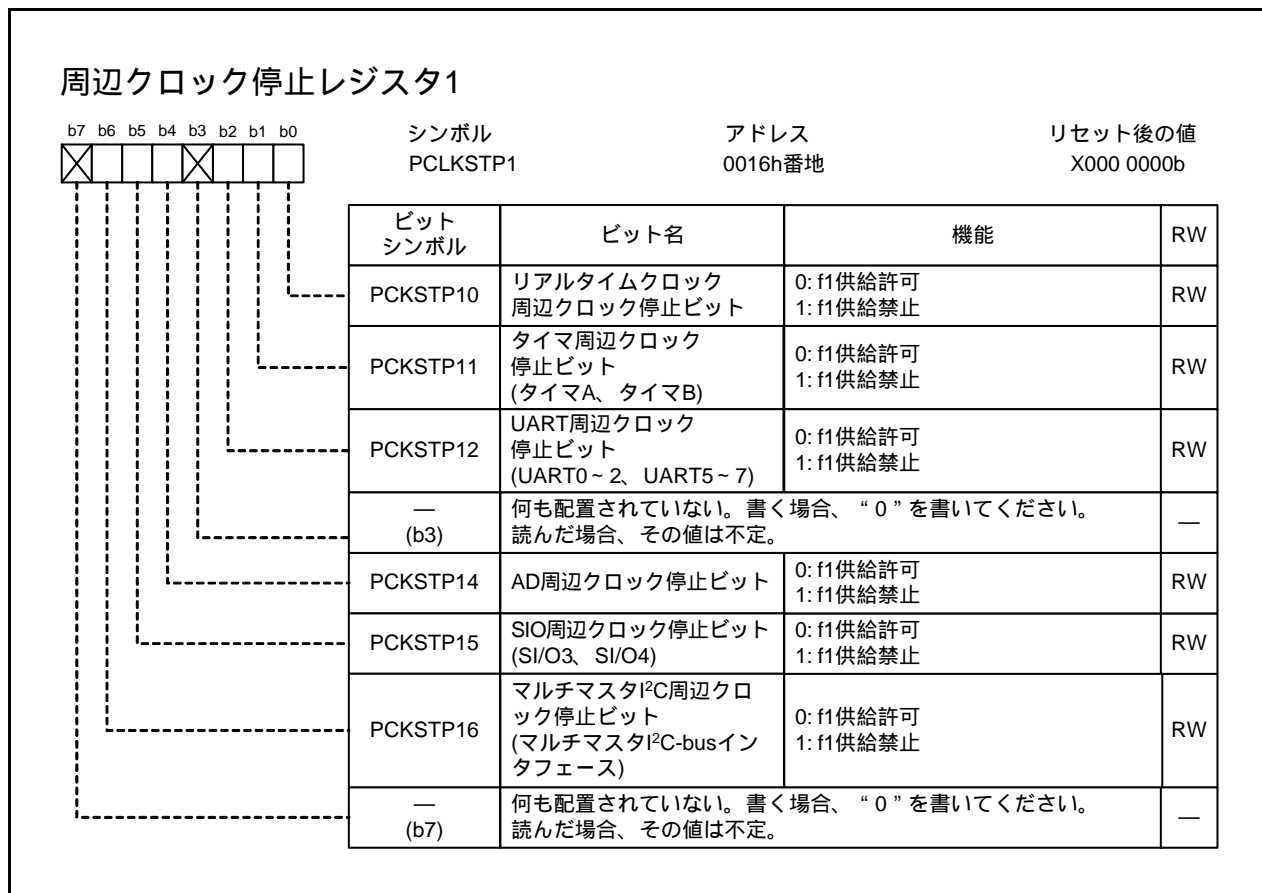 周辺クロック停止レジスタ1
b7 b6 b5 b4 b3 b2 b1 b0
シンボル アドレス リセット後の値
PCLKSTP1 0016h番地 X000 0000b
ビット
シンボル
ビット名
機能
RW
PCKSTP10
リアルタイムクロック
周辺クロック停止ビット
0: f1供給許可
1: f1供給禁止
RW
PCKSTP11
タイマ周辺クロック
停止ビット
(タイマA、タイマB)
0: f1供給許可
1: f1供給禁止
RW
PCKSTP12
UART周辺クロック
停止ビット
(UART0~2、UART5~7)
0: f1供給許可
1: f1供給禁止
RW
—
(b3)
何も配置されていない。書く場合、“0”を書いてください。
読んだ場合、その値は不定。
—
PCKSTP14
AD周辺クロック停止ビット
0: f1供給許可
1: f1供給禁止
RW
PCKSTP15
SIO周辺クロック停止ビット
(SI/O3、SI/O4)
0: f1供給許可
1: f1供給禁止
RW
PCKSTP16
マルチマスタI²C周辺クロ
ック停止ビット
(マルチマスタI²C-busイン
タフェース)
0: f1供給許可
1: f1供給禁止
RW
—
(b7)
何も配置されていない。書く場合、“0”を書いてください。
読んだ場合、その値は不定。
—